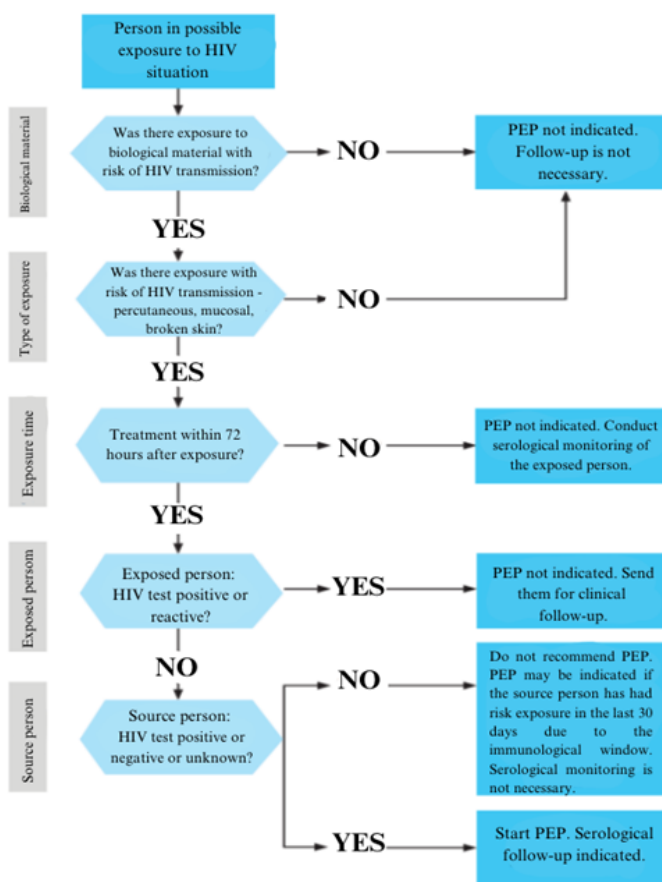 Person in possible
exposure to HIV
situation
Biological material
Was there exposure to
biological material with
risk of HIV transmission?
NO
PEP not indicated.
Follow-up is not
necessary.
YES
Type of exposure
Was there exposure with
risk of HIV transmission -
percutaneous, mucosal,
broken skin?
NO
YES
Exposure time
Treatment within 72
hours after exposure?
NO
PEP not indicated. Conduct
serological monitoring of
the exposed person.
YES
Exposed persom
Exposed person:
HIV test positive or
reactive?
YES
PEP not indicated. Send
them for clinical
follow-up.
NO
Source person
Source person:
HIV test positive or
negative or unknown?
NO
Do not recommend PEP.
PEP may be indicated if
the source person has had
risk exposure in the last 30
days due to the
immunological window.
Serological monitoring is
not necessary.
YES
Start PEP. Serological
follow-up indicated.